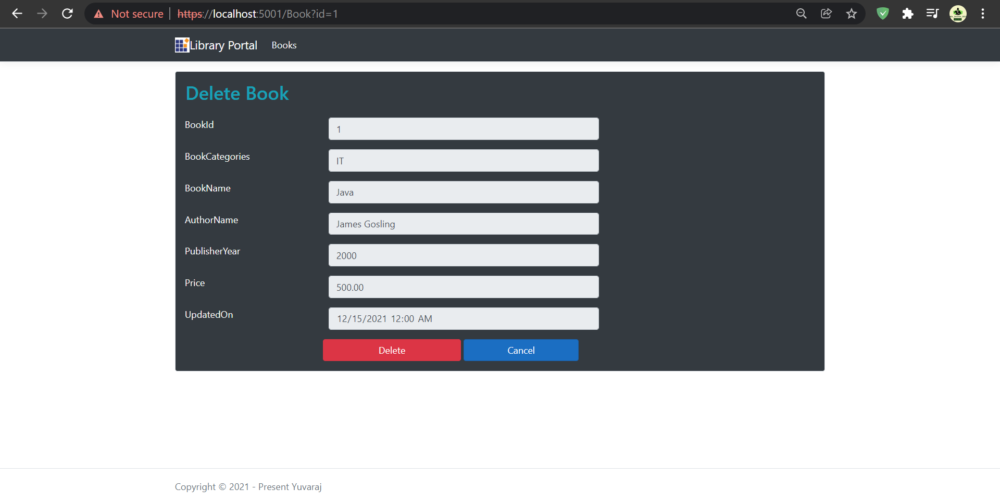 Not secure | https://localhost:5001/Book?id=1
Library Portal Books
Delete Book
BookId 1
BookCategories IT
BookName Java
AuthorName James Gosling
PublisherYear 2000
Price 500.00
UpdatedOn 12/15/2021 12:00 AM
Delete Cancel
Copyright © 2021 - Present Yuvaraj